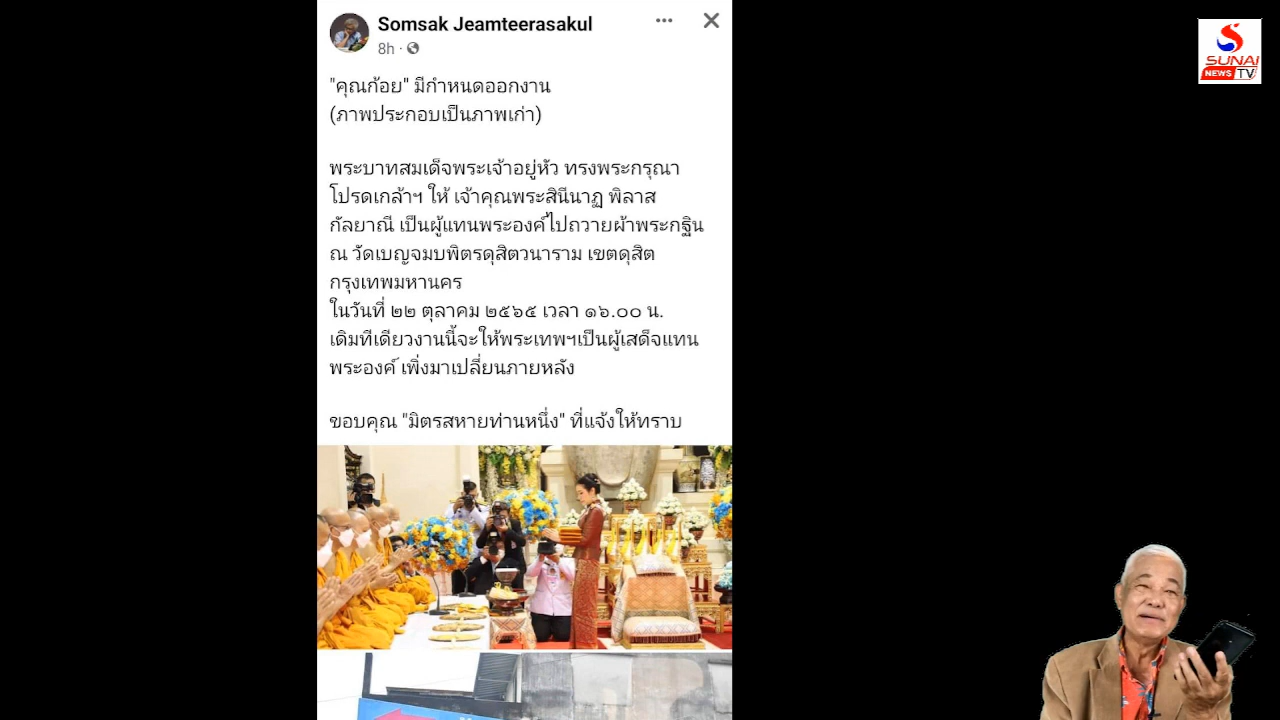 Somsak Jeamteerasakul
8h ·
"คุณก้อย" มีกำหนดออกงาน
(ภาพประกอบเป็นภาพเก่า)
พระบาทสมเด็จพระเจ้าอยู่หัว ทรงพระกรุณา
โปรดเกล้าฯ ให้ เจ้าคุณพระสินีนาฏ พิลาส
กัลยาณี เป็นผู้แทนพระองค์ไปถวายผ้าพระกฐิน
ณ วัดเบญจมบพิตรดุสิตวนาราม เขตดุสิต
กรุงเทพมหานคร
ในวันที่ ๒๒ ตุลาคม ๒๕๖๕ เวลา ๑๖.๐๐ น.
เดิมทีเดียวงานนี้จะให้พระเทพฯเป็นผู้เสด็จแทน
พระองค์ เพิ่งมาเปลี่ยนภายหลัง
ขอบคุณ "มิตรสหายท่านหนึ่ง" ที่แจ้งให้ทราบ
SUNAI
NEWS TV